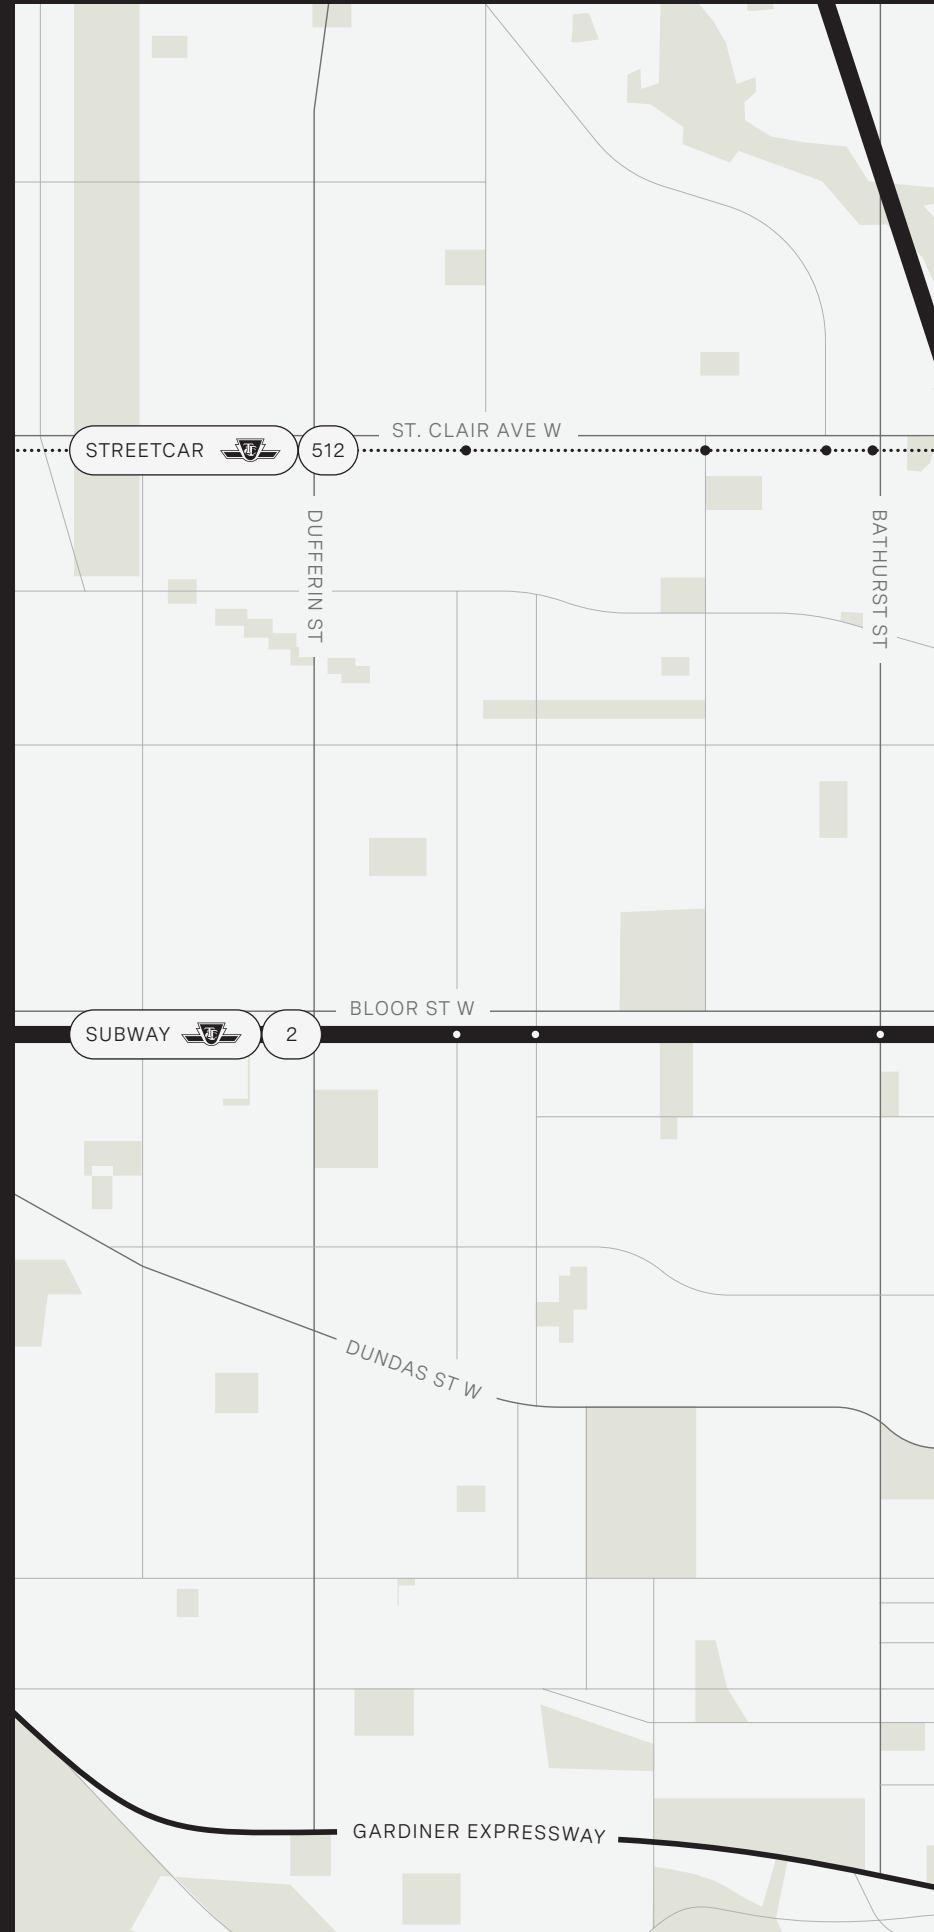 ST. CLAIR AVE W
STREETCAR
512
DUFFERIN ST
BATHURST ST
BLOOR ST W
SUBWAY
2
DUNDAS ST W
GARDINER EXPRESSWAY